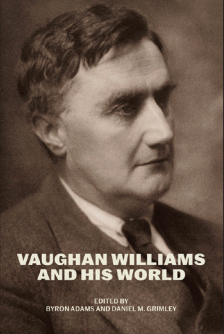 VAUGHAN WILLIAMS
AND HIS WORLD
EDITED BY
BYRON ADAMS AND DANIEL M. GRIMLEY